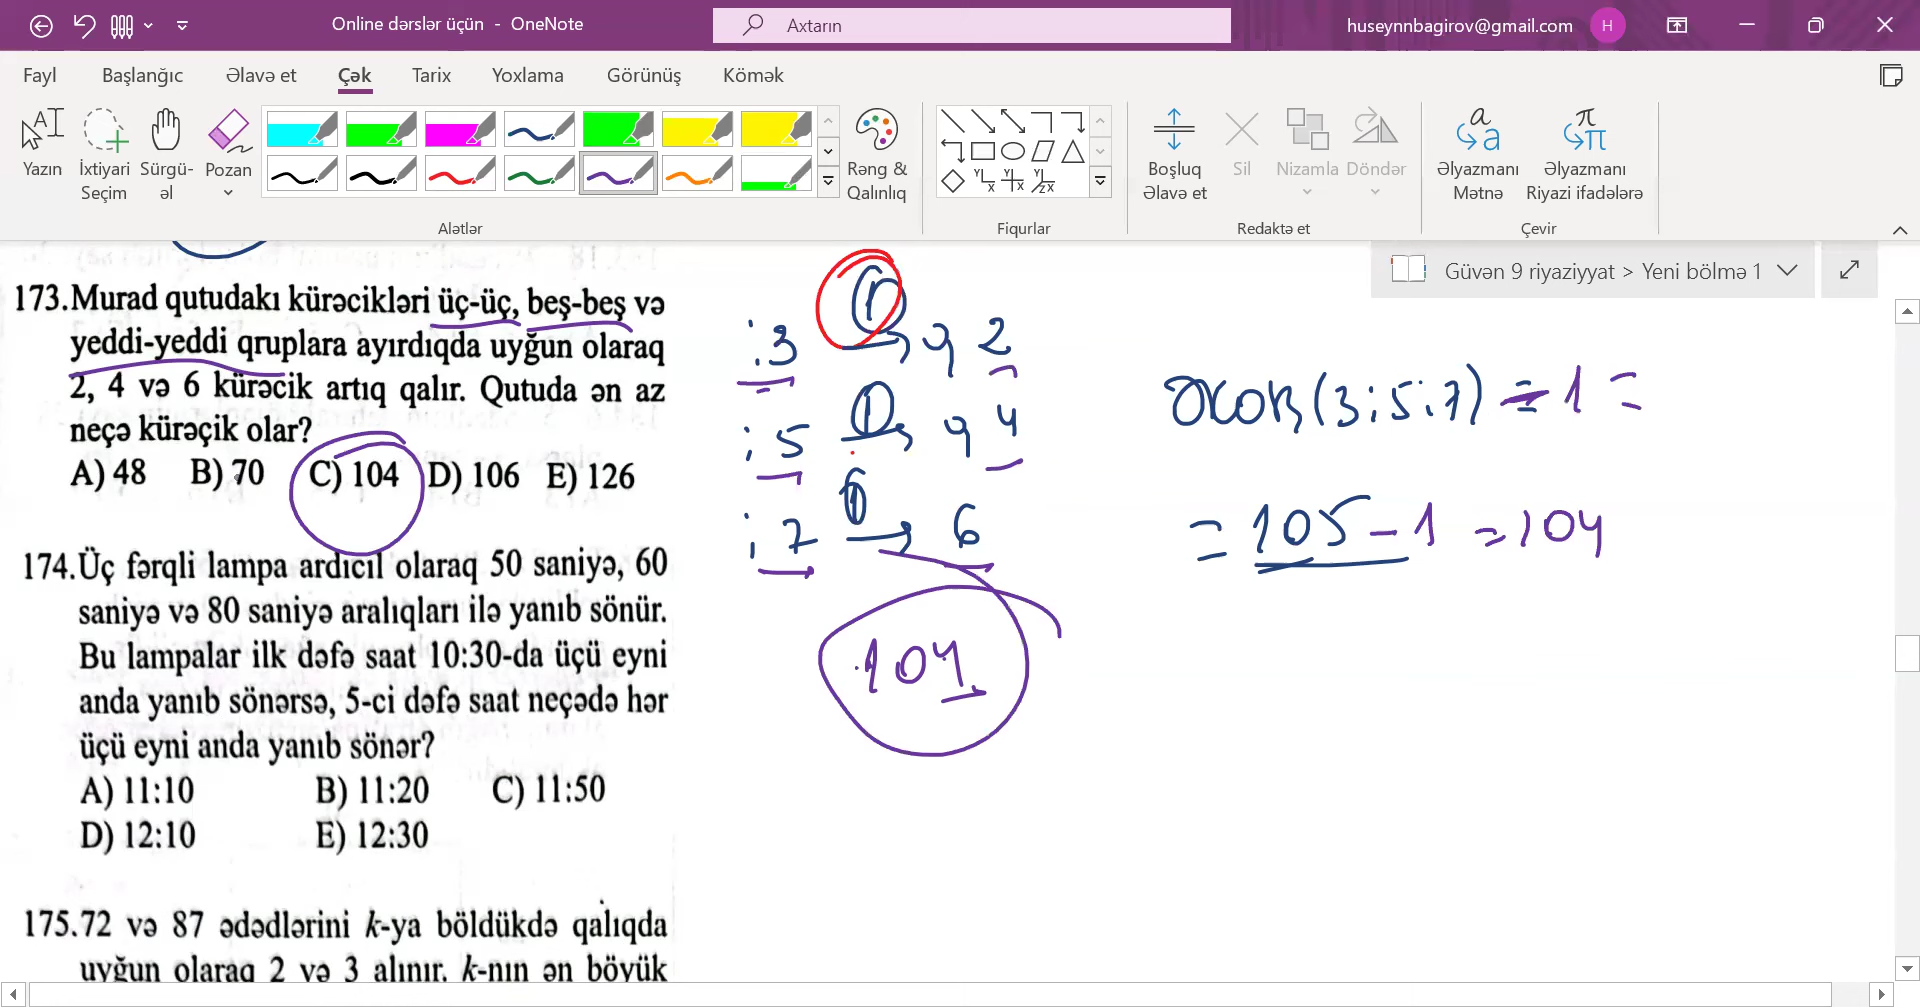 Online dərslər üçün - OneNote
Axtarın
huseynnbagirov@gmail.com
H
Fayl Başlanğıc Əlavə et Çək Tarix Yoxlama Görünüş Kömək
Yazın
İxtiyari Seçim
Sürgü-əl
Pozan
Rəng & Qalınlıq
Boşluq Əlavə et
Sil
Nizamla
Döndər
Əlyazmanı Mətnə
Əlyazmanı Riyazi ifadələrə
Alətlər
Fiqurlar
Redaktə et
Çevir
Güvən 9 riyaziyyat > Yeni bölmə 1
173. Murad qutudakı kürəcikləri üç-üç, beş-beş və
yeddi-yeddi qruplara ayırdıqda uyğun olaraq
2, 4 və 6 kürəcik artıq qalır. Qutuda ən az
neçə kürəçik olar?
A) 48 B) 70 C) 104 D) 106 E) 126
174. Üç fərqli lampa ardıcıl olaraq 50 saniyə, 60
saniyə və 80 saniyə aralıqları ilə yanıb sönür.
Bu lampalar ilk dəfə saat 10:30-da üçü eyni
anda yanıb sönərsə, 5-ci dəfə saat neçədə hər
üçü eyni anda yanıb sönər?
A) 11:10 B) 11:20 C) 11:50
D) 12:10 E) 12:30
175. 72 və 87 ədədlərini k-ya böldükdə qalıqda
uyğun olaraq 2 və 3 alınır. k-nın ən böyük
:3 1 q 2
:5 1 q 4
:7 1 6
104
ƏKOB(3;5;7) - 1 =
= 105 - 1 = 104